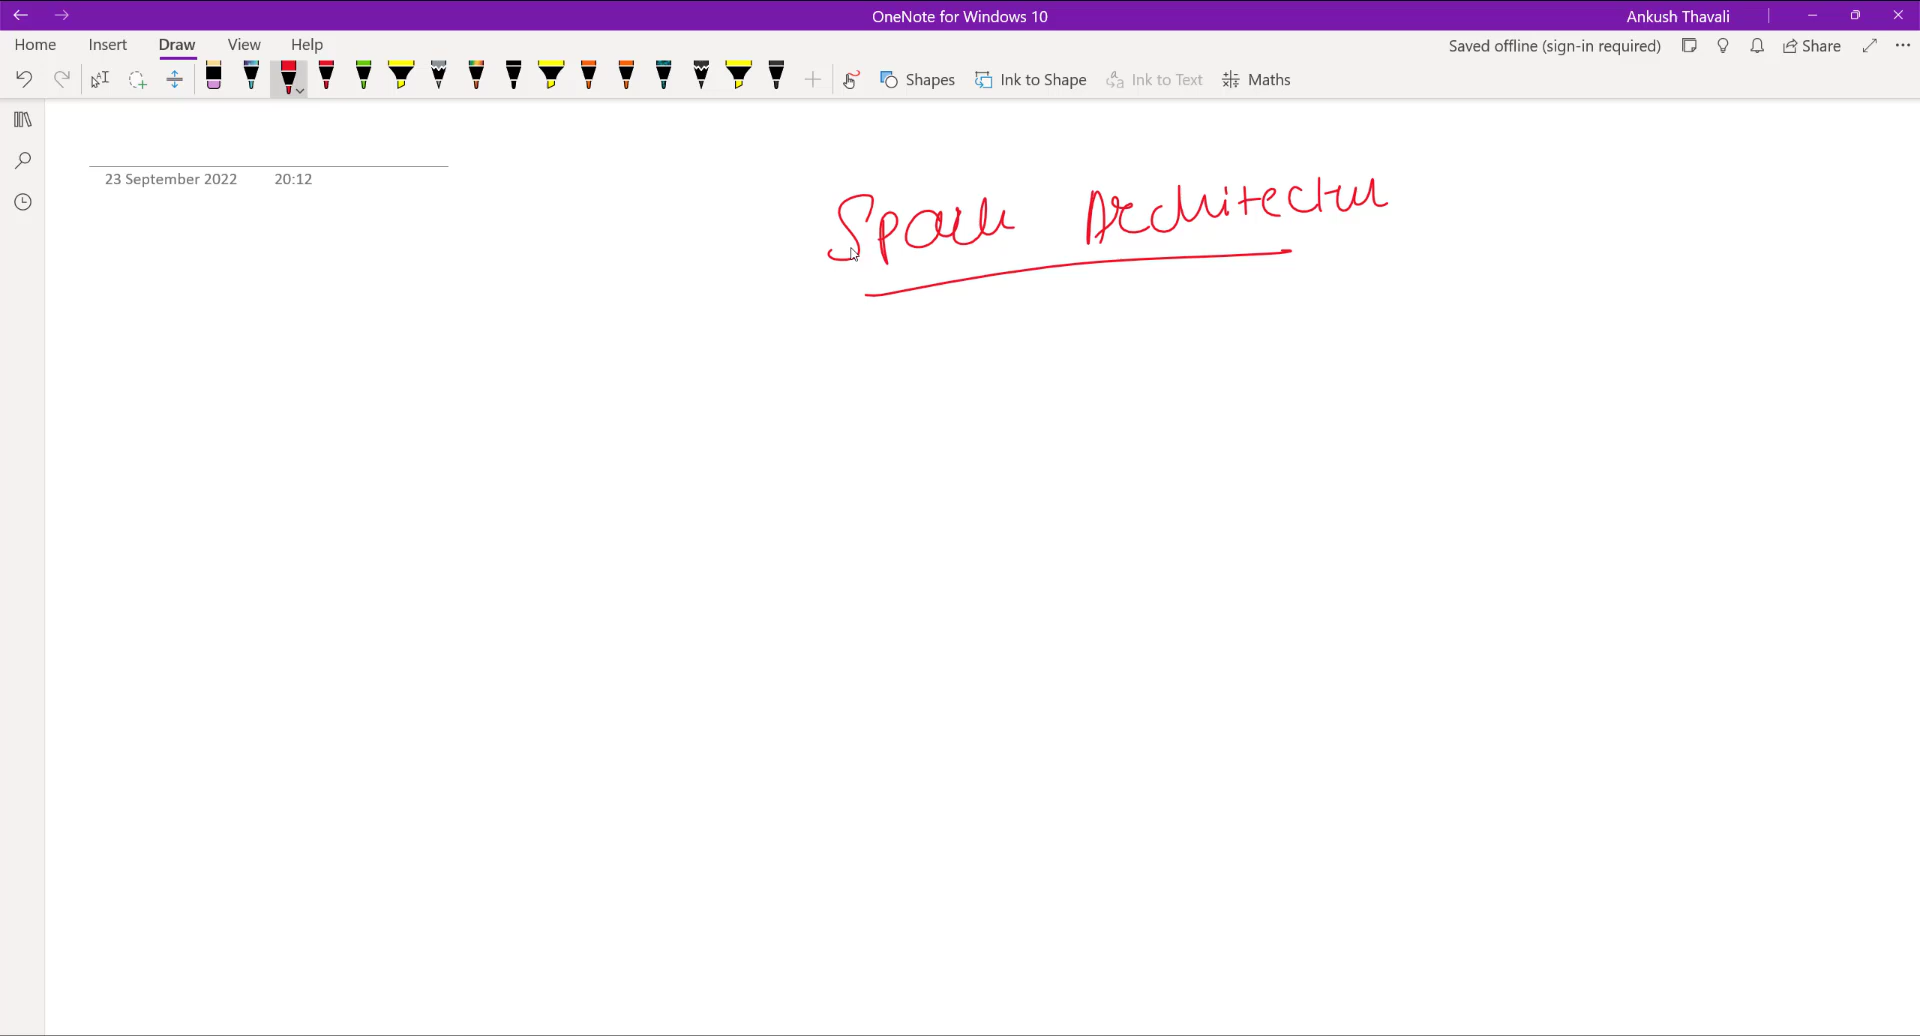 OneNote for Windows 10
Ankush Thavali
Home Insert Draw View Help
Saved offline (sign-in required) Share
Shapes Ink to Shape Ink to Text Maths
23 September 2022 20:12
Spark Architectur